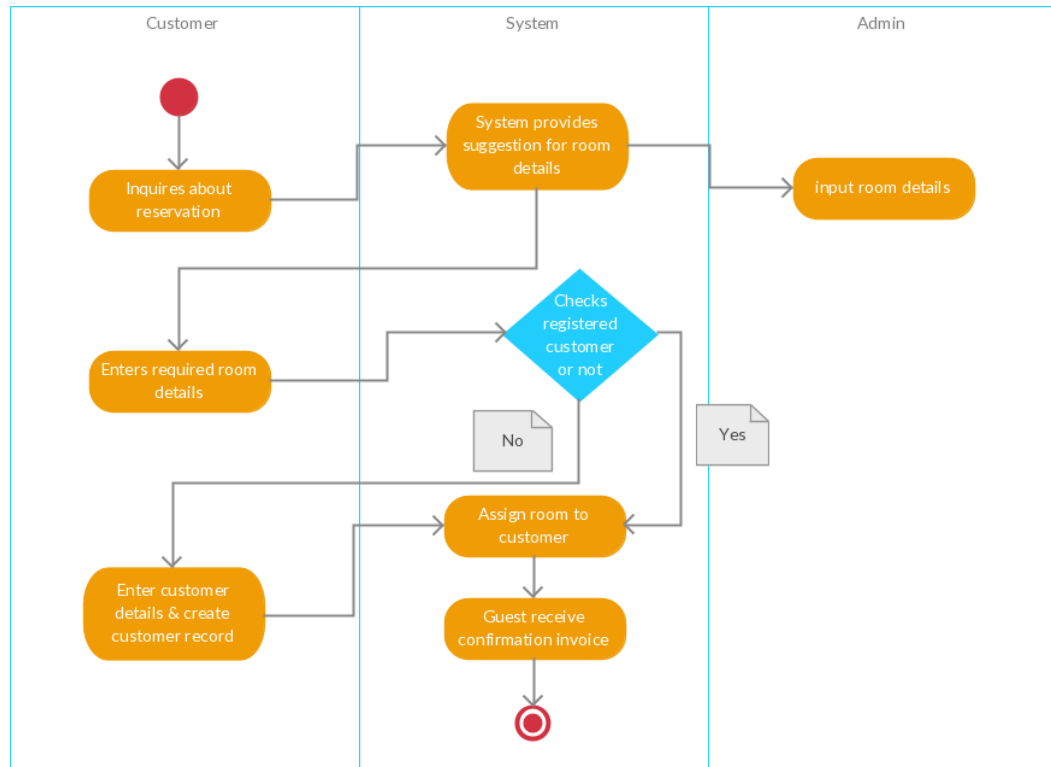 Customer
System
Admin
System provides
suggestion for room
details
Inquires about
reservation
input room details
Checks
registered
customer
or not
Enters required room
details
No
Yes
Assign room to
customer
Enter customer
details & create
customer record
Guest receive
confirmation invoice